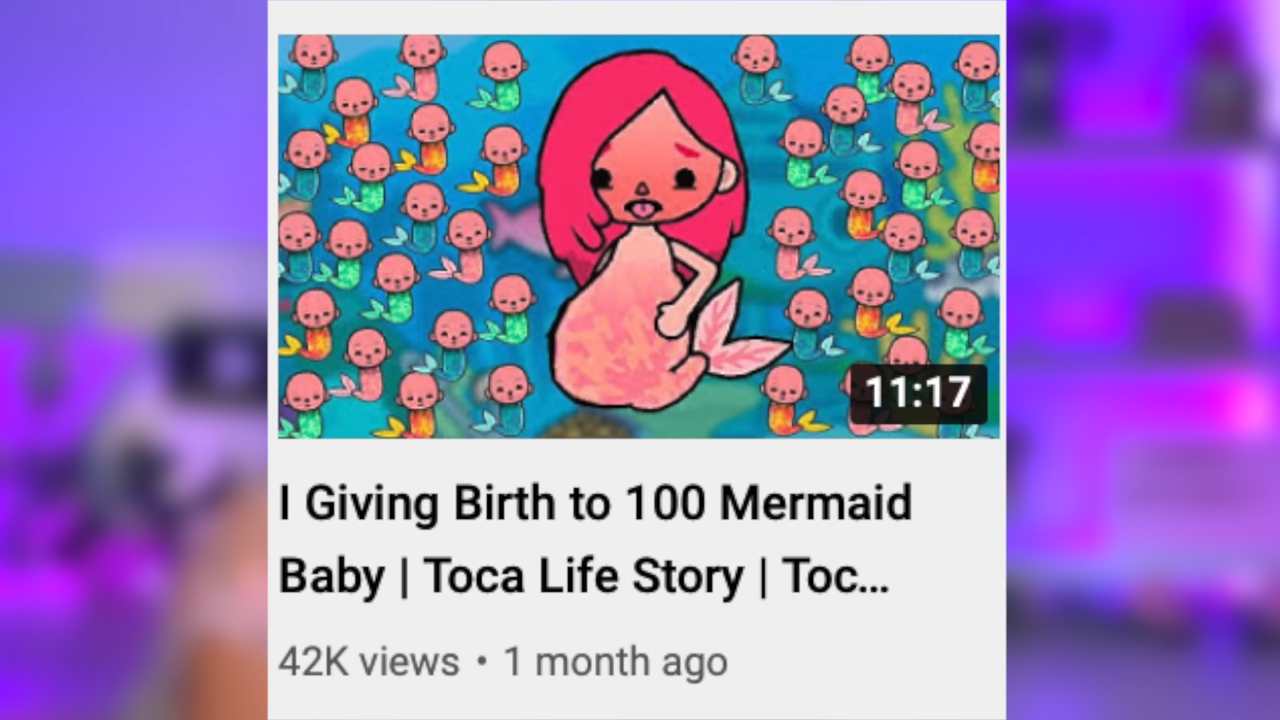 11:17
I Giving Birth to 100 Mermaid
Baby | Toca Life Story | Toc...
42K views • 1 month ago